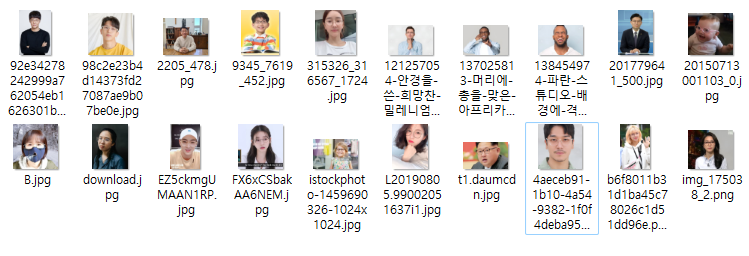 92e34278
242999a7
62054eb1
626301b...
98c2e23b4
d14373fd2
7087ae9b0
7be0e.jpg
2205_478.j
pg
9345_7619
_452.jpg
315326_31
6567_1724
.jpg
12125705
4-안경을-
쓴-희망찬-
밀레니엄...
13702581
3-머리에-
총을-맞은-
아프리카...
13845497
4-파란-스
튜디오-배
경에-격...
20177964
1_500.jpg
20150713
001103_0.j
pg
B.jpg
download.j
pg
EZ5ckmgU
MAAN1RP.
jpg
FX6xCSbak
AA6NEM.j
pg
istockphot
o-1459690
326-1024x
1024.jpg
L2019080
5.9900205
1637i1.jpg
t1.daumcd
n.jpg
4aeceb91-
1b10-4a54
-9382-1f0f
4deba95...
b6f8011b3
1d1ba45c7
8026c1d5
1dd96e.p...
img_17503
8_2.png